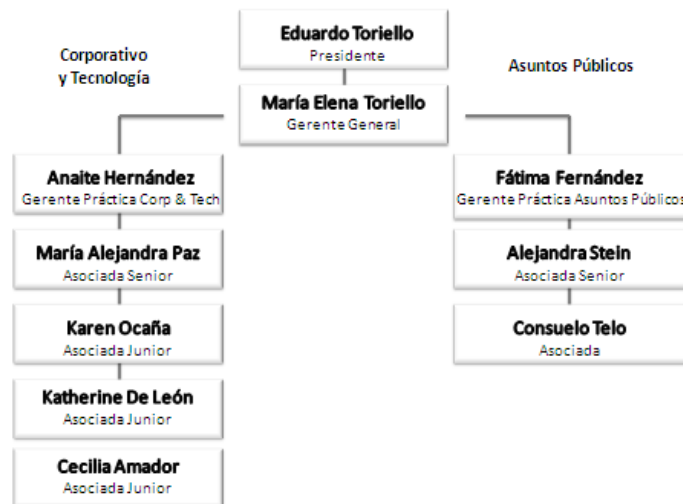 Eduardo Toriello
Presidente
Corporativo
y Tecnología
Asuntos Públicos
María Elena Toriello
Gerente General
Anaite Hernández
Gerente Práctica Corp & Tech
Fátima Fernández
Gerente Práctica Asuntos Públicos
María Alejandra Paz
Asociada Senior
Alejandra Stein
Asociada Senior
Karen Ocaña
Asociada Junior
Consuelo Telo
Asociada
Katherine De León
Asociada Junior
Cecilia Amador
Asociada Junior